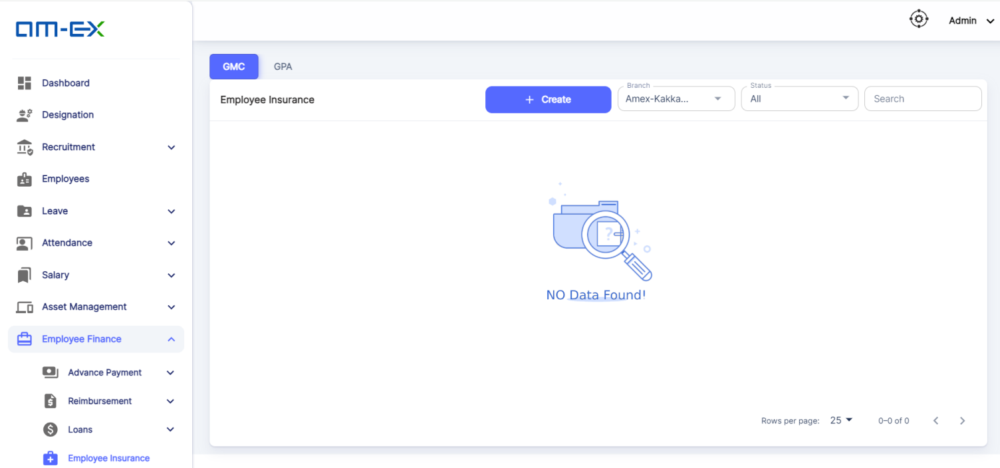 am-ex
Admin
Dashboard
Designation
Recruitment
Employees
Leave
Attendance
Salary
Asset Management
Employee Finance
Advance Payment
Reimbursement
Loans
Employee Insurance
GMC GPA
Employee Insurance
+ Create
Branch
Amex-Kakka...
Status
All
Search
?
NO Data Found!
Rows per page: 25 0–0 of 0